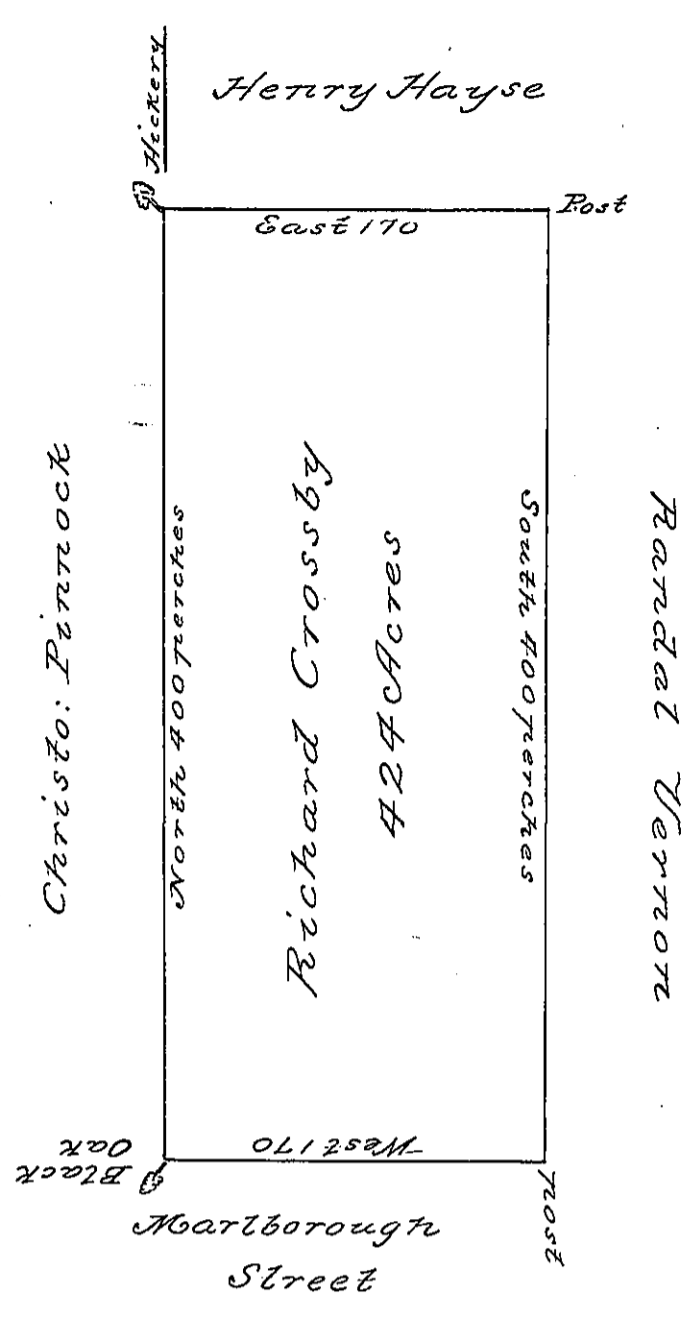 Hickery
Henry Hayse
Post
East 170
Christo: Pinnock
North 400 perches
Richard Crossby
424 Acres
South 400 perches
Randal Vernon
West 170
Black
Oak
Post
Marlborough
Street